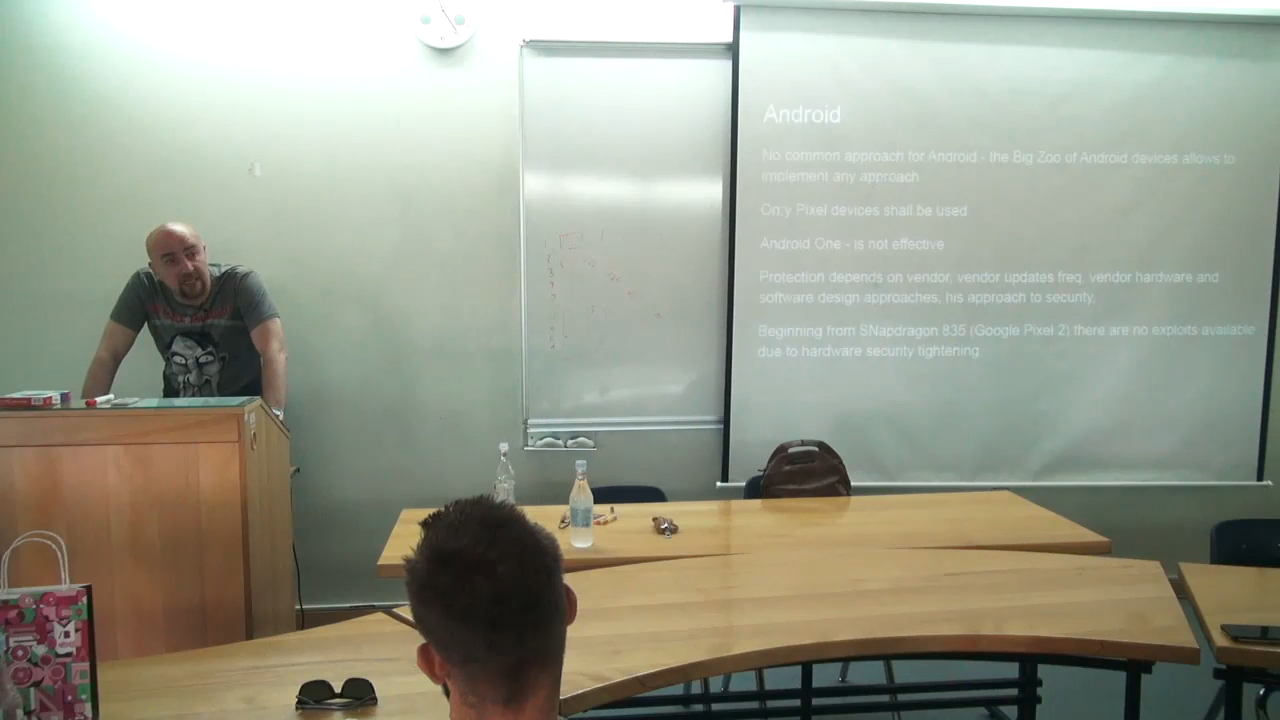 Android
No common approach for Android - the Big Zoo of Android devices allows to
implement any approach
On;y Pixel devices shall be used
Android One - is not effective
Protection depends on vendor, vendor updates freq, vendor hardware and
software design approaches, his approach to security,
Beginning from SNapdragon 835 (Google Pixel 2) there are no exploits available
due to hardware security tightening